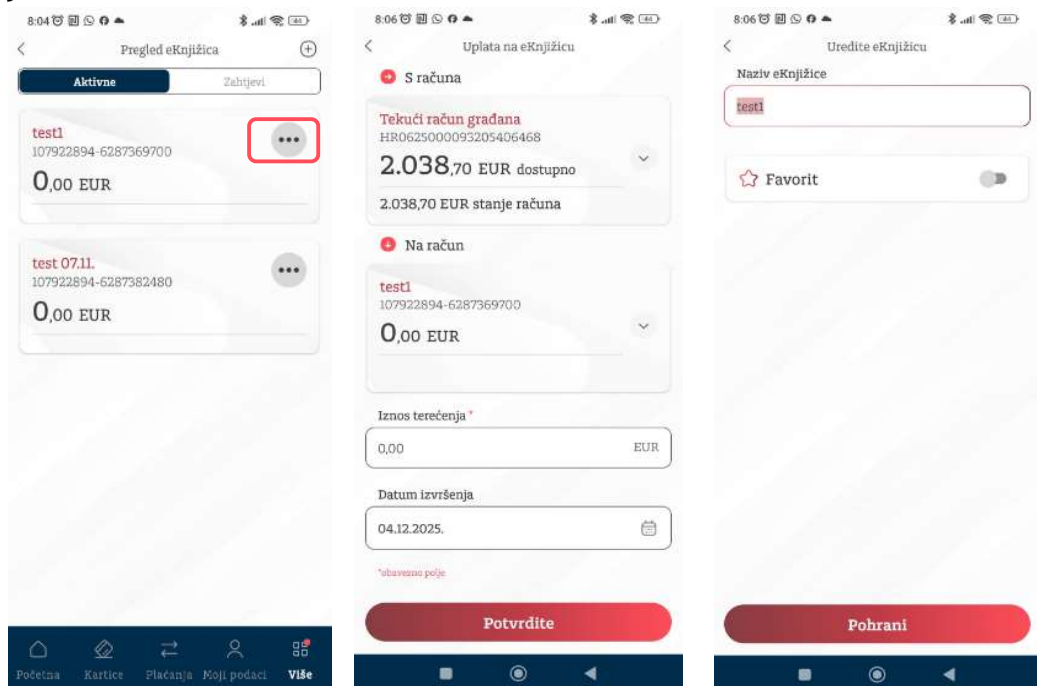 8:04
44
Pregled eKnjižica
Aktivne
Zahtjevi
test1
107922894-6287369700
0,00 EUR
test 07.11.
107922894-6287382480
0,00 EUR
Početna
Kartice
Plaćanja
Moji podaci
Više
8:06
44
Uplata na eKnjižicu
S računa
Tekući račun građana
HR0625000093205406468
2.038,70 EUR dostupno
2.038,70 EUR stanje računa
Na račun
test1
107922894-6287369700
0,00 EUR
Iznos terećenja *
0,00 EUR
Datum izvršenja
04.12.2025.
*obavezno polje
Potvrdite
8:06
44
Uredite eKnjižicu
Naziv eKnjižice
test1
Favorit
Pohrani